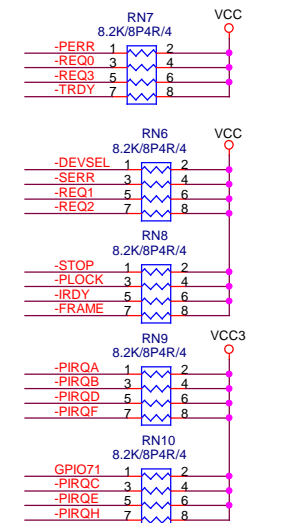 RN7 VCC
8.2K/8P4R/4
-PERR 1 2
-REQ0 3 4
-REQ3 5 6
-TRDY 7 8
RN6 VCC
8.2K/8P4R/4
-DEVSEL 1 2
-SERR 3 4
-REQ1 5 6
-REQ2 7 8
RN8
8.2K/8P4R/4
-STOP 1 2
-PLOCK 3 4
-IRDY 5 6
-FRAME 7 8
RN9 VCC3
8.2K/8P4R/4
-PIRQA 1 2
-PIRQB 3 4
-PIRQD 5 6
-PIRQF 7 8
RN10
8.2K/8P4R/4
GPIO71 1 2
-PIRQC 3 4
-PIRQE 5 6
-PIRQH 7 8